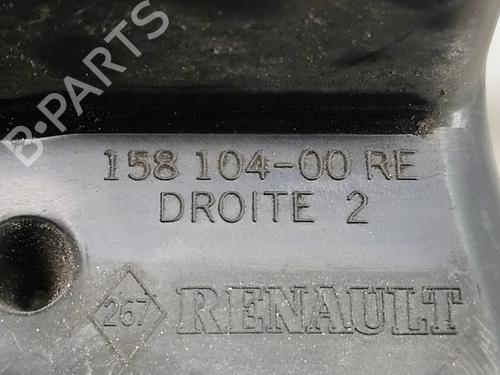 B-PARTS
158 104-00 RE
DROITE 2
267 RENAULT